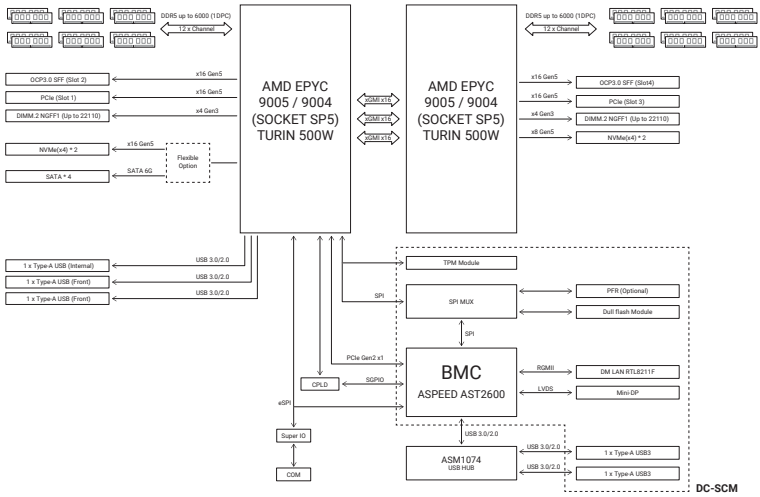 DDR5 up to 6000 (1DPC)
12 x Channel
DDR5 up to 6000 (1DPC)
12 x Channel
AMD EPYC
9005 / 9004
(SOCKET SP5)
TURIN 500W
AMD EPYC
9005 / 9004
(SOCKET SP5)
TURIN 500W
xGMI x16
xGMI x16
xGMI x16
OCP3.0 SFF (Slot 2)
x16 Gen5
PCIe (Slot 1)
x16 Gen5
DIMM.2 NGFF1 (Up to 22110)
x4 Gen3
NVMe(x4) * 2
x16 Gen5
Flexible
Option
SATA * 4
SATA 6G
x16 Gen5
OCP3.0 SFF (Slot4)
x16 Gen5
PCIe (Slot 3)
x4 Gen3
DIMM.2 NGFF1 (Up to 22110)
x8 Gen5
NVMe(x4) * 2
1 x Type-A USB (Internal)
USB 3.0/2.0
1 x Type-A USB (Front)
USB 3.0/2.0
1 x Type-A USB (Front)
USB 3.0/2.0
TPM Module
SPI
SPI MUX
PFR (Optional)
Dull flash Module
SPI
PCIe Gen2 x1
BMC
ASPEED AST2600
RGMII
DM LAN RTL8211F
LVDS
Mini-DP
CPLD
SGPIO
eSPI
Super IO
COM
USB 3.0/2.0
ASM1074
USB HUB
USB 3.0/2.0
1 x Type-A USB3
USB 3.0/2.0
1 x Type-A USB3
DC-SCM